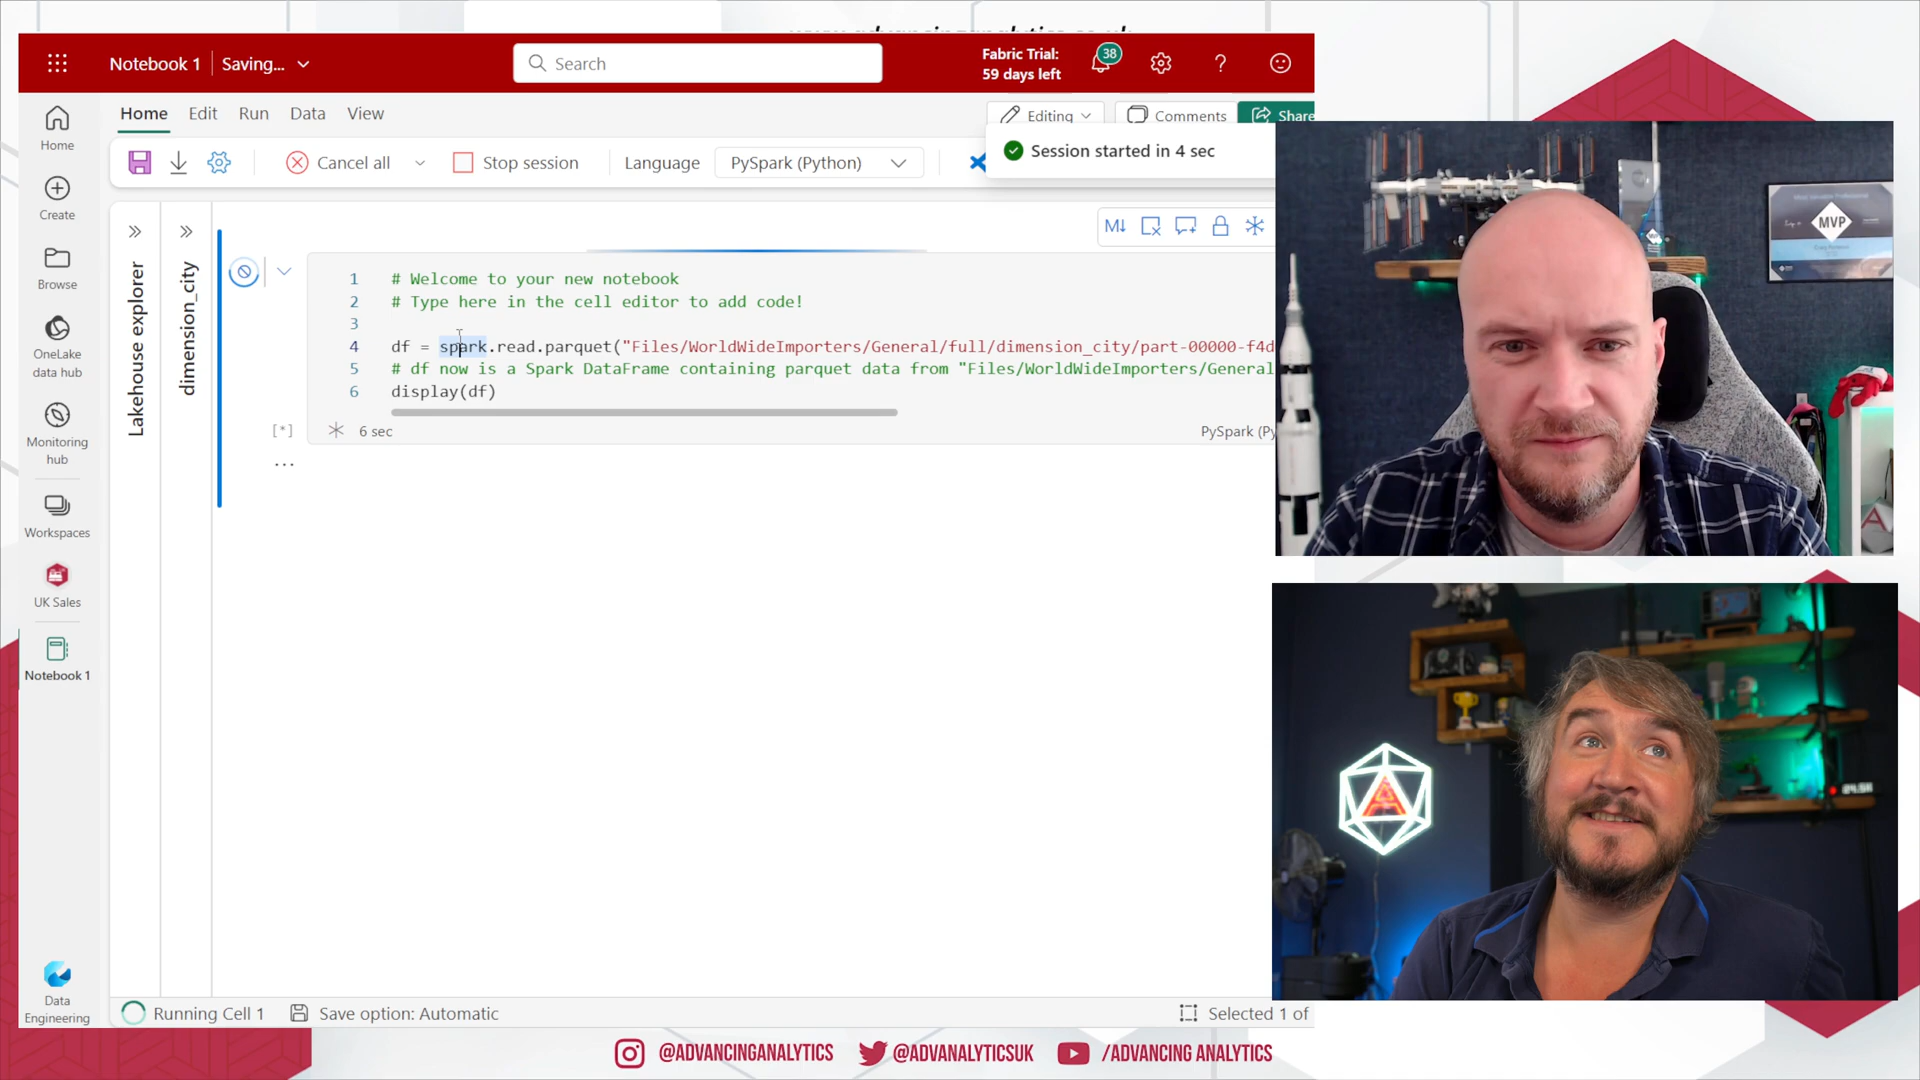 Notebook 1
Saving...
Search
Fabric Trial:
59 days left
38
Home
Edit
Run
Data
View
Editing
Comments
Share
Cancel all
Stop session
Language
PySpark (Python)
Session started in 4 sec
Home
Create
Browse
OneLake
data hub
Monitoring
hub
Workspaces
UK Sales
Notebook 1
Data
Engineering
Lakehouse explorer
dimension_city
M↓
1 # Welcome to your new notebook
2 # Type here in the cell editor to add code!
3
4 df = spark.read.parquet("Files/WorldWideImporters/General/full/dimension_city/part-00000-f4d
5 # df now is a Spark DataFrame containing parquet data from "Files/WorldWideImporters/General
6 display(df)
[*]
6 sec
PySpark (Py
...
Running Cell 1
Save option: Automatic
Selected 1 of
MVP
A
A
@ADVANCINGANALYTICS
@ADVANALYTICSUK
/ADVANCING ANALYTICS